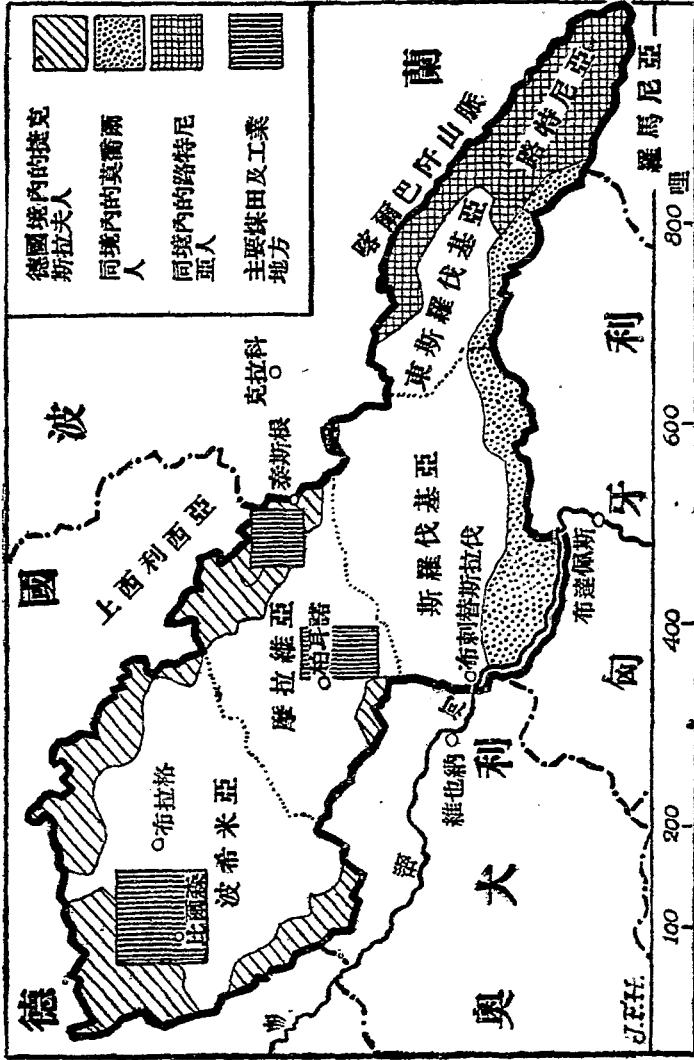 德國境內的捷克
斯拉夫人
同境內的莫喬爾
人
同境內的路特尼
亞人
主要煤田及工業
地方
德國
波蘭
上西利西亞
克拉科
泰斯根
喀爾巴阡山脈
路特尼亞
羅馬尼亞
東斯羅伐基亞
斯羅伐基亞
摩拉維亞
柏耳諾
布拉格
比爾森
波希米亞
布刺替斯拉伐
維也納
布達佩斯
奧大利
匈牙利
J.F.H.
100
200
400
600
800
哩